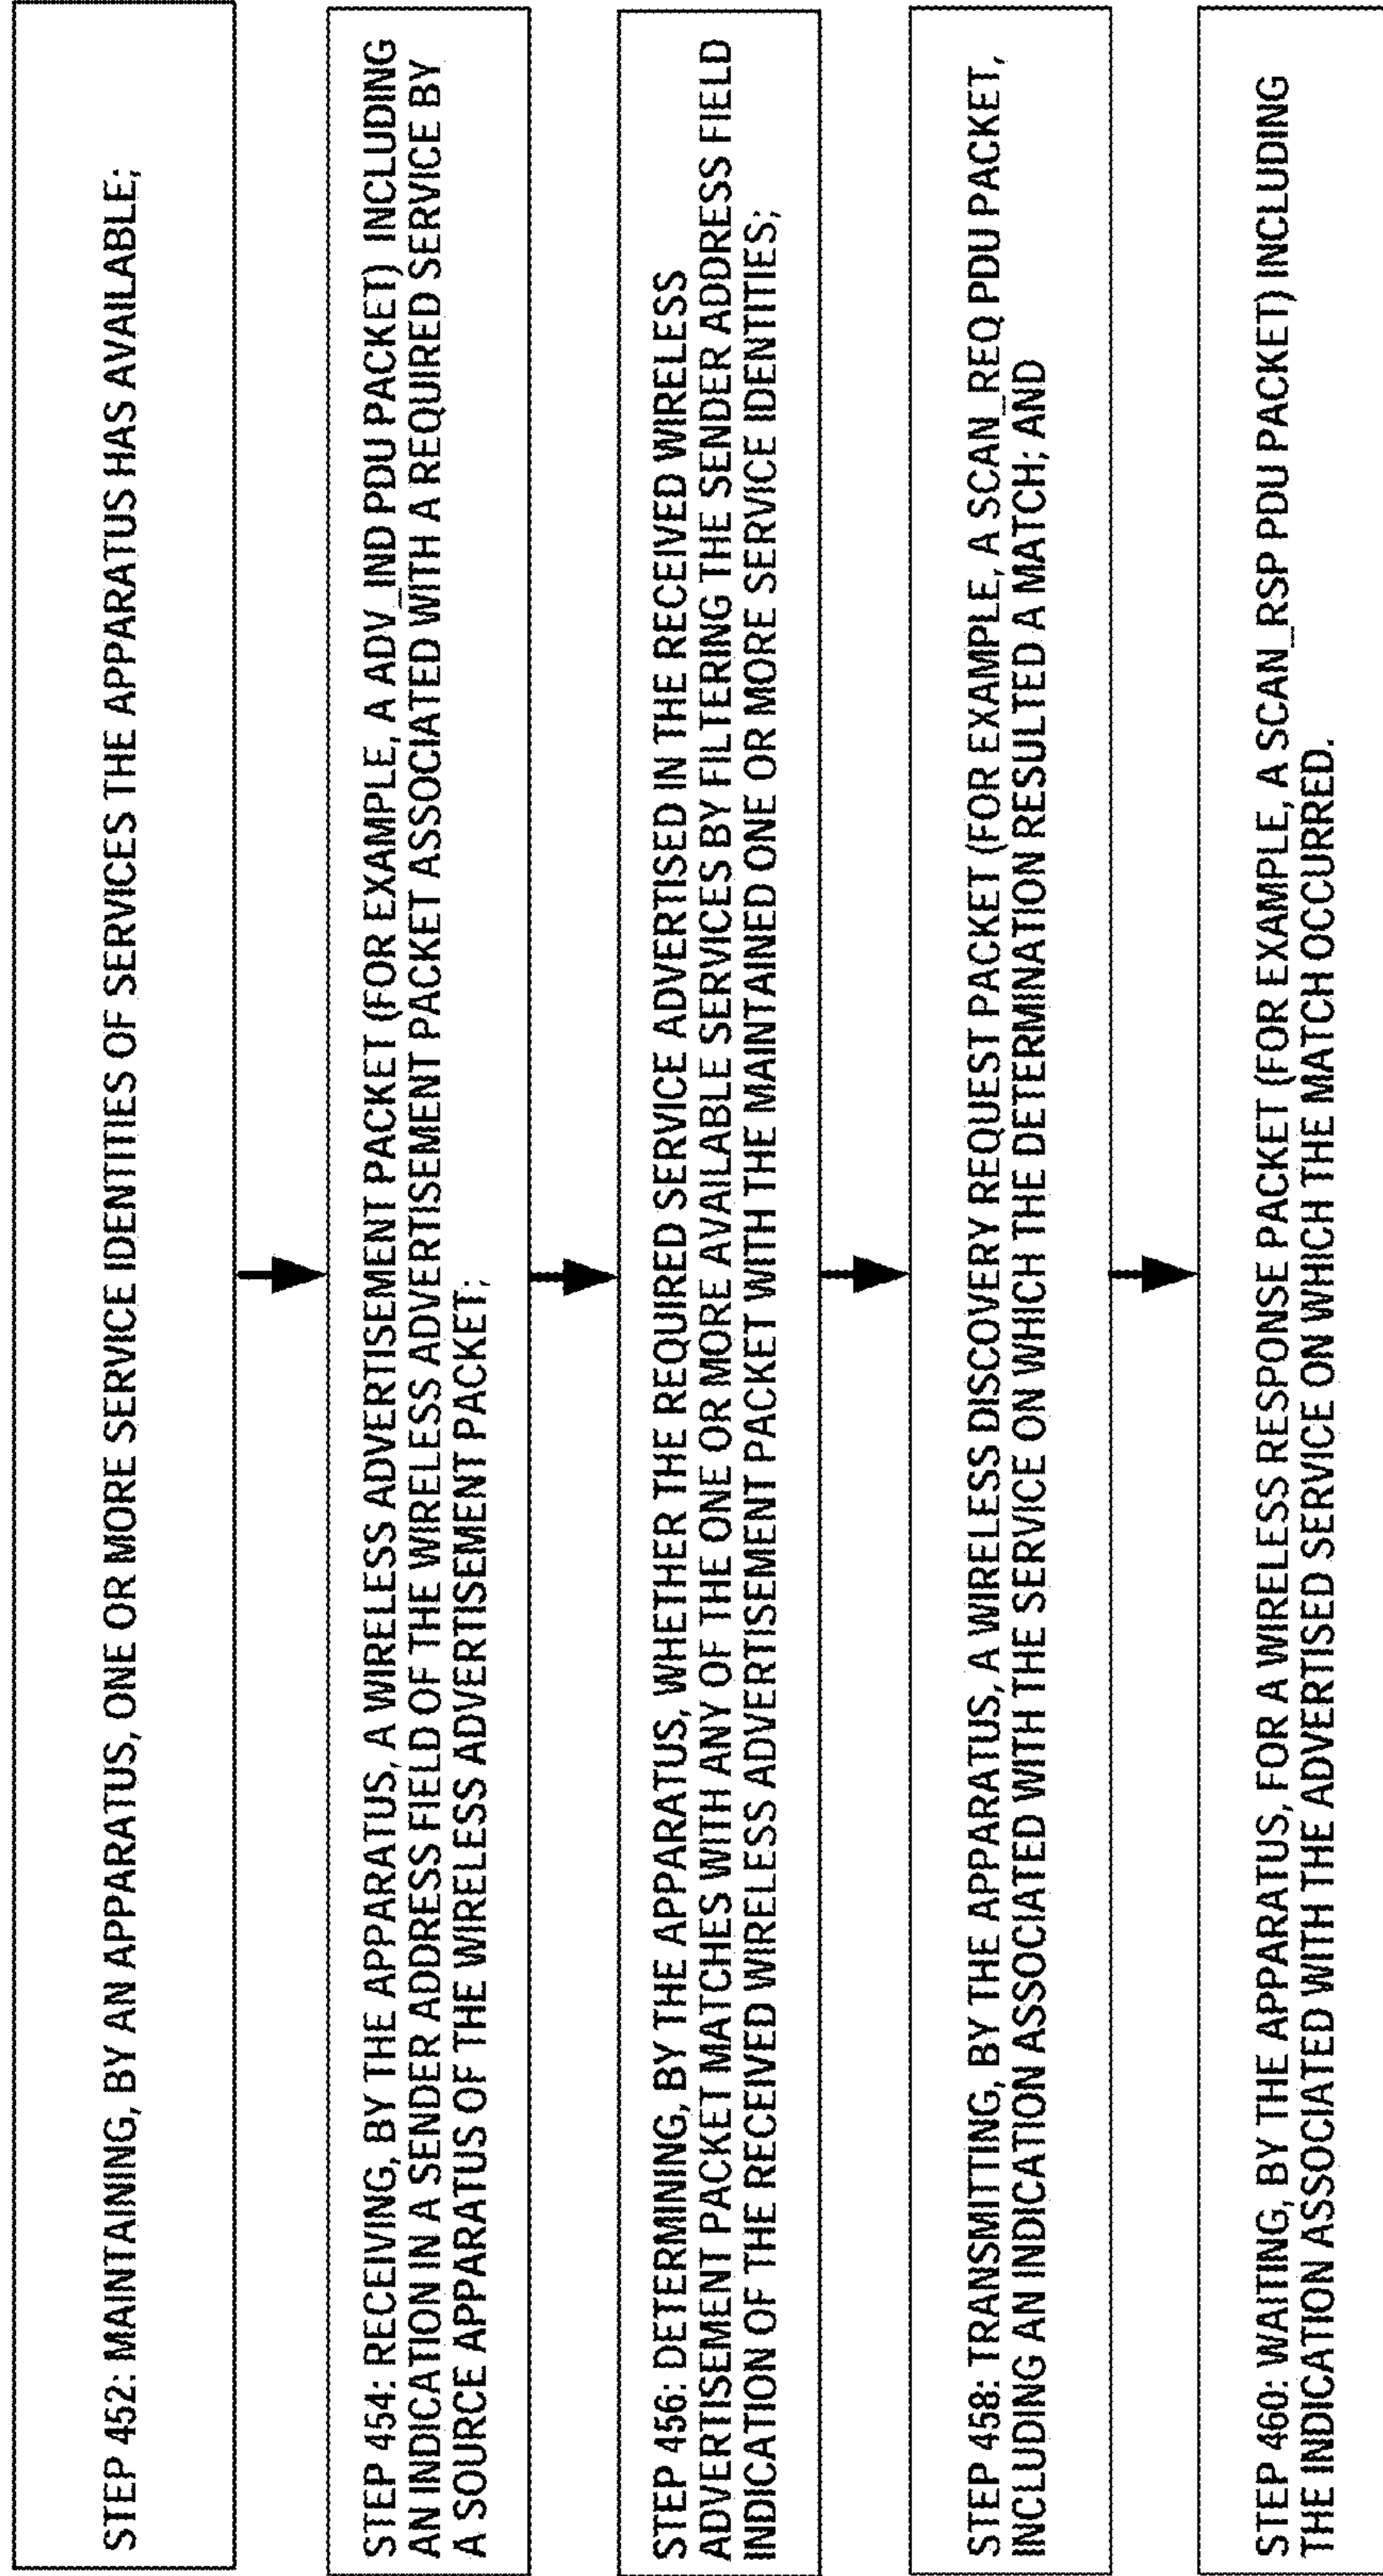 STEP 452: MAINTAINING, BY AN APPARATUS, ONE OR MORE SERVICE IDENTITIES OF SERVICES THE APPARATUS HAS AVAILABLE;
STEP 454: RECEIVING, BY THE APPARATUS, A WIRELESS ADVERTISEMENT PACKET (FOR EXAMPLE, A ADV_IND PDU PACKET) INCLUDING
AN INDICATION IN A SENDER ADDRESS FIELD OF THE WIRELESS ADVERTISEMENT PACKET ASSOCIATED WITH A REQUIRED SERVICE BY
A SOURCE APPARATUS OF THE WIRELESS ADVERTISEMENT PACKET;
STEP 456: DETERMINING, BY THE APPARATUS, WHETHER THE REQUIRED SERVICE ADVERTISED IN THE RECEIVED WIRELESS
ADVERTISEMENT PACKET MATCHES WITH ANY OF THE ONE OR MORE AVAILABLE SERVICES BY FILTERING THE SENDER ADDRESS FIELD
INDICATION OF THE RECEIVED WIRELESS ADVERTISEMENT PACKET WITH THE MAINTAINED ONE OR MORE SERVICE IDENTITIES;
STEP 458: TRANSMITTING, BY THE APPARATUS, A WIRELESS DISCOVERY REQUEST PACKET (FOR EXAMPLE, A SCAN_REQ PDU PACKET,
INCLUDING AN INDICATION ASSOCIATED WITH THE SERVICE ON WHICH THE DETERMINATION RESULTED A MATCH; AND
STEP 460: WAITING, BY THE APPARATUS, FOR A WIRELESS RESPONSE PACKET (FOR EXAMPLE, A SCAN_RSP PDU PACKET) INCLUDING
THE INDICATION ASSOCIATED WITH THE ADVERTISED SERVICE ON WHICH THE MATCH OCCURRED.